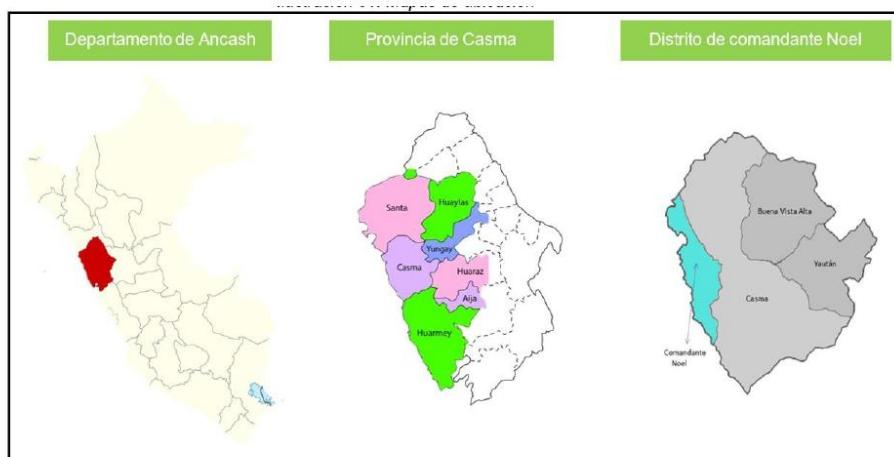 Departamento de Ancash
Provincia de Casma
Distrito de comandante Noel
Santa
Huaylas
Yungay
Casma
Huaraz
Aija
Huarmey
Buena Vista Alta
Yaután
Casma
Comandante
Noel